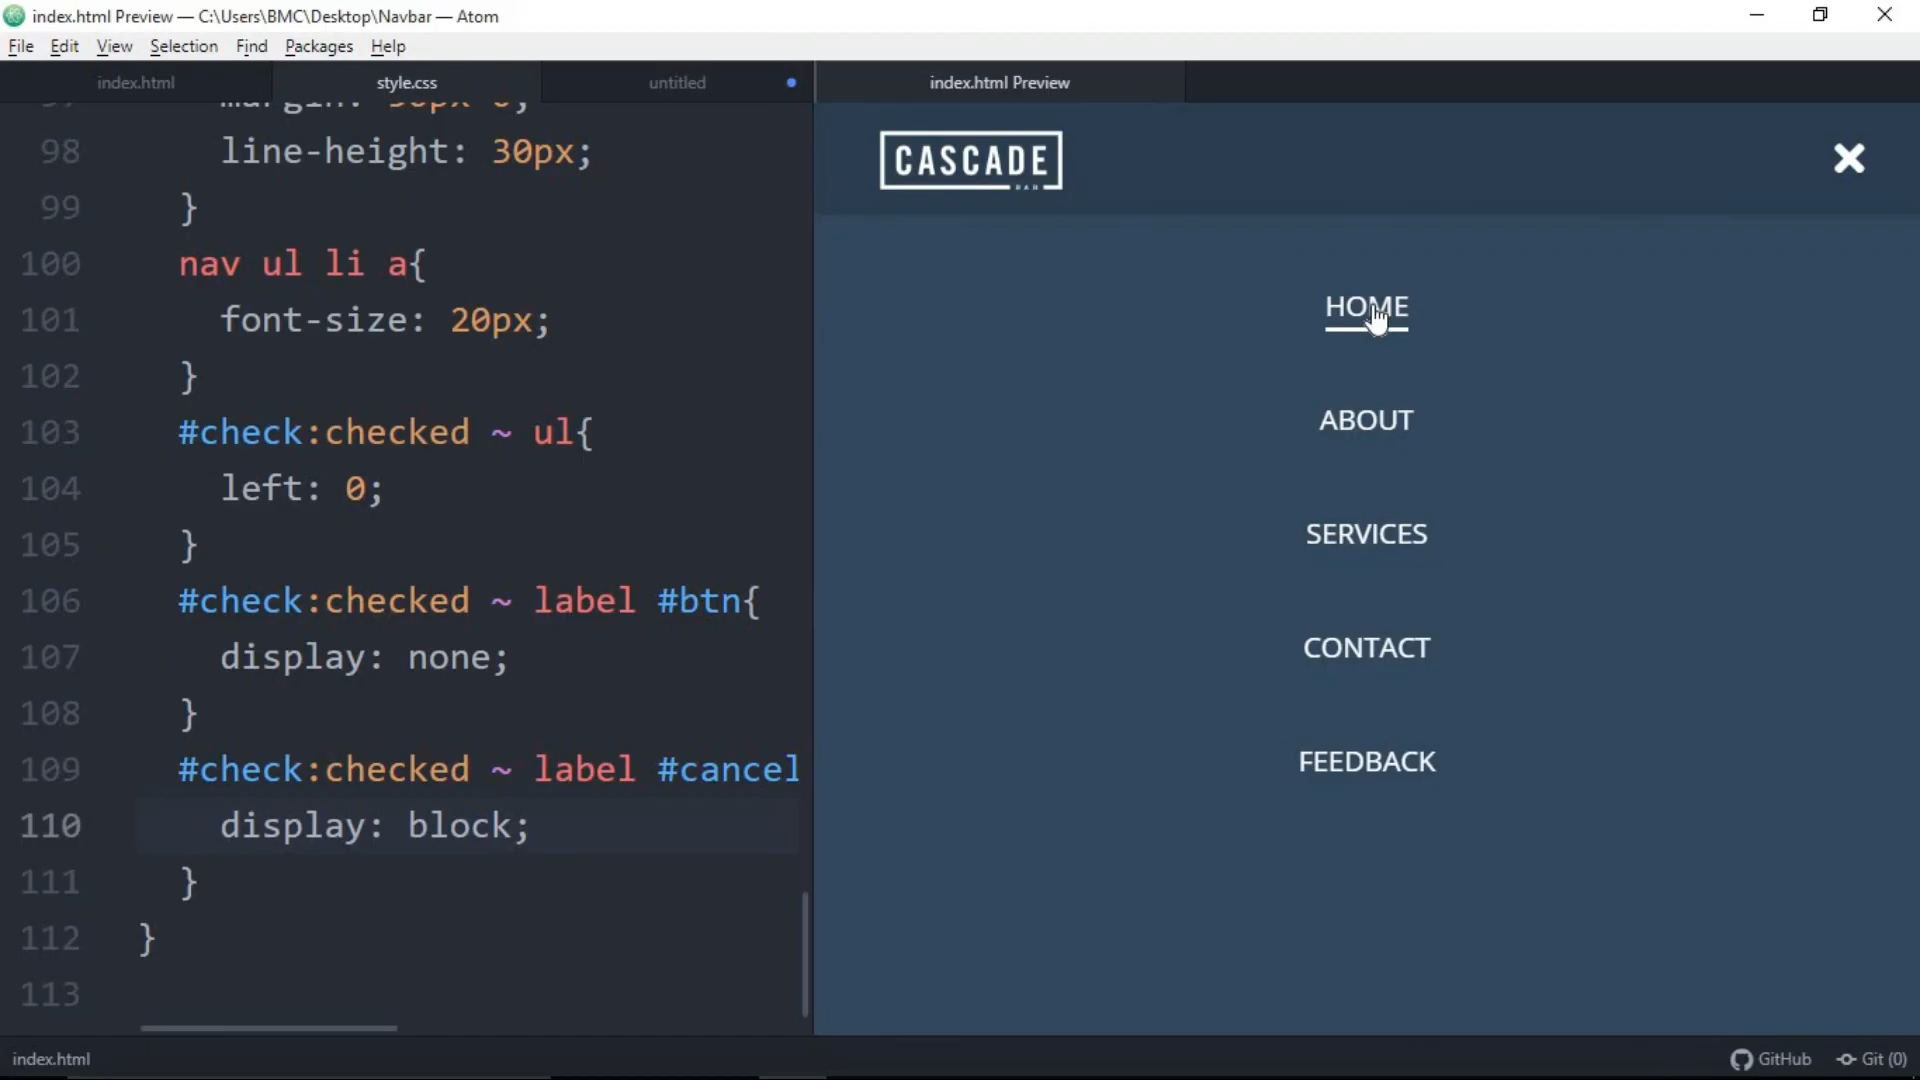 index.html Preview — C:\Users\BMC\Desktop\Navbar — Atom
File Edit View Selection Find Packages Help
index.html style.css untitled index.html Preview
98 line-height: 30px;
99 }
100 nav ul li a{
101 font-size: 20px;
102 }
103 #check:checked ~ ul{
104 left: 0;
105 }
106 #check:checked ~ label #btn{
107 display: none;
108 }
109 #check:checked ~ label #cancel
110 display: block;
111 }
112 }
113
CASCADE
HOME
ABOUT
SERVICES
CONTACT
FEEDBACK
index.html GitHub Git (0)